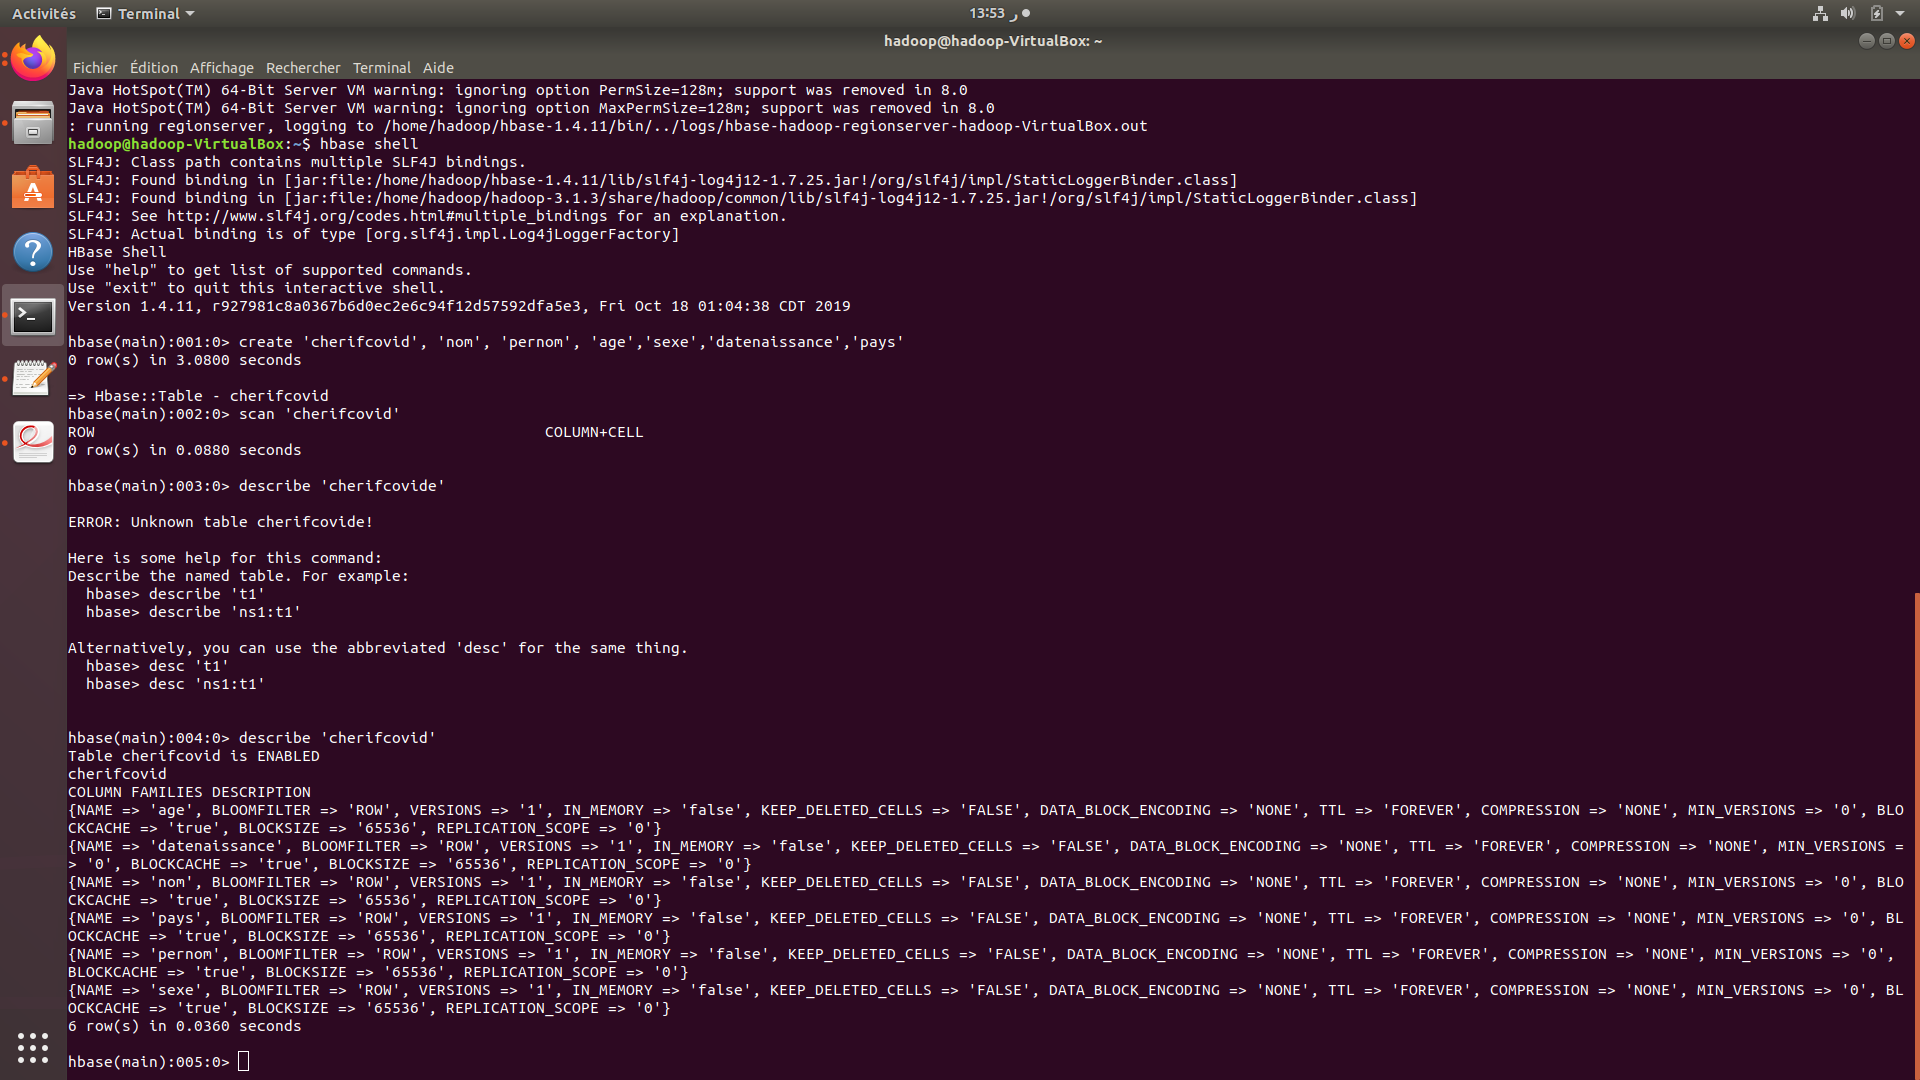 Activités
Terminal
13:53 ر
hadoop@hadoop-VirtualBox: ~
Fichier Édition Affichage Rechercher Terminal Aide
Java HotSpot(TM) 64-Bit Server VM warning: ignoring option PermSize=128m; support was removed in 8.0
Java HotSpot(TM) 64-Bit Server VM warning: ignoring option MaxPermSize=128m; support was removed in 8.0
: running regionserver, logging to /home/hadoop/hbase-1.4.11/bin/../logs/hbase-hadoop-regionserver-hadoop-VirtualBox.out
hadoop@hadoop-VirtualBox:~$ hbase shell
SLF4J: Class path contains multiple SLF4J bindings.
SLF4J: Found binding in [jar:file:/home/hadoop/hbase-1.4.11/lib/slf4j-log4j12-1.7.25.jar!/org/slf4j/impl/StaticLoggerBinder.class]
SLF4J: Found binding in [jar:file:/home/hadoop/hadoop-3.1.3/share/hadoop/common/lib/slf4j-log4j12-1.7.25.jar!/org/slf4j/impl/StaticLoggerBinder.class]
SLF4J: See http://www.slf4j.org/codes.html#multiple_bindings for an explanation.
SLF4J: Actual binding is of type [org.slf4j.impl.Log4jLoggerFactory]
HBase Shell
Use "help" to get list of supported commands.
Use "exit" to quit this interactive shell.
Version 1.4.11, r927981c8a0367b6d0ec2e6c94f12d57592dfa5e3, Fri Oct 18 01:04:38 CDT 2019
hbase(main):001:0> create 'cherifcovid', 'nom', 'pernom', 'age','sexe','datenaissance','pays'
0 row(s) in 3.0800 seconds
=> Hbase::Table - cherifcovid
hbase(main):002:0> scan 'cherifcovid'
ROW COLUMN+CELL
0 row(s) in 0.0880 seconds
hbase(main):003:0> describe 'cherifcovide'
ERROR: Unknown table cherifcovide!
Here is some help for this command:
Describe the named table. For example:
hbase> describe 't1'
hbase> describe 'ns1:t1'
Alternatively, you can use the abbreviated 'desc' for the same thing.
hbase> desc 't1'
hbase> desc 'ns1:t1'
hbase(main):004:0> describe 'cherifcovid'
Table cherifcovid is ENABLED
cherifcovid
COLUMN FAMILIES DESCRIPTION
{NAME => 'age', BLOOMFILTER => 'ROW', VERSIONS => '1', IN_MEMORY => 'false', KEEP_DELETED_CELLS => 'FALSE', DATA_BLOCK_ENCODING => 'NONE', TTL => 'FOREVER', COMPRESSION => 'NONE', MIN_VERSIONS => '0', BLO
CKCACHE => 'true', BLOCKSIZE => '65536', REPLICATION_SCOPE => '0'}
{NAME => 'datenaissance', BLOOMFILTER => 'ROW', VERSIONS => '1', IN_MEMORY => 'false', KEEP_DELETED_CELLS => 'FALSE', DATA_BLOCK_ENCODING => 'NONE', TTL => 'FOREVER', COMPRESSION => 'NONE', MIN_VERSIONS =
> '0', BLOCKCACHE => 'true', BLOCKSIZE => '65536', REPLICATION_SCOPE => '0'}
{NAME => 'nom', BLOOMFILTER => 'ROW', VERSIONS => '1', IN_MEMORY => 'false', KEEP_DELETED_CELLS => 'FALSE', DATA_BLOCK_ENCODING => 'NONE', TTL => 'FOREVER', COMPRESSION => 'NONE', MIN_VERSIONS => '0', BLO
CKCACHE => 'true', BLOCKSIZE => '65536', REPLICATION_SCOPE => '0'}
{NAME => 'pays', BLOOMFILTER => 'ROW', VERSIONS => '1', IN_MEMORY => 'false', KEEP_DELETED_CELLS => 'FALSE', DATA_BLOCK_ENCODING => 'NONE', TTL => 'FOREVER', COMPRESSION => 'NONE', MIN_VERSIONS => '0', BL
OCKCACHE => 'true', BLOCKSIZE => '65536', REPLICATION_SCOPE => '0'}
{NAME => 'pernom', BLOOMFILTER => 'ROW', VERSIONS => '1', IN_MEMORY => 'false', KEEP_DELETED_CELLS => 'FALSE', DATA_BLOCK_ENCODING => 'NONE', TTL => 'FOREVER', COMPRESSION => 'NONE', MIN_VERSIONS => '0',
BLOCKCACHE => 'true', BLOCKSIZE => '65536', REPLICATION_SCOPE => '0'}
{NAME => 'sexe', BLOOMFILTER => 'ROW', VERSIONS => '1', IN_MEMORY => 'false', KEEP_DELETED_CELLS => 'FALSE', DATA_BLOCK_ENCODING => 'NONE', TTL => 'FOREVER', COMPRESSION => 'NONE', MIN_VERSIONS => '0', BL
OCKCACHE => 'true', BLOCKSIZE => '65536', REPLICATION_SCOPE => '0'}
6 row(s) in 0.0360 seconds
hbase(main):005:0>